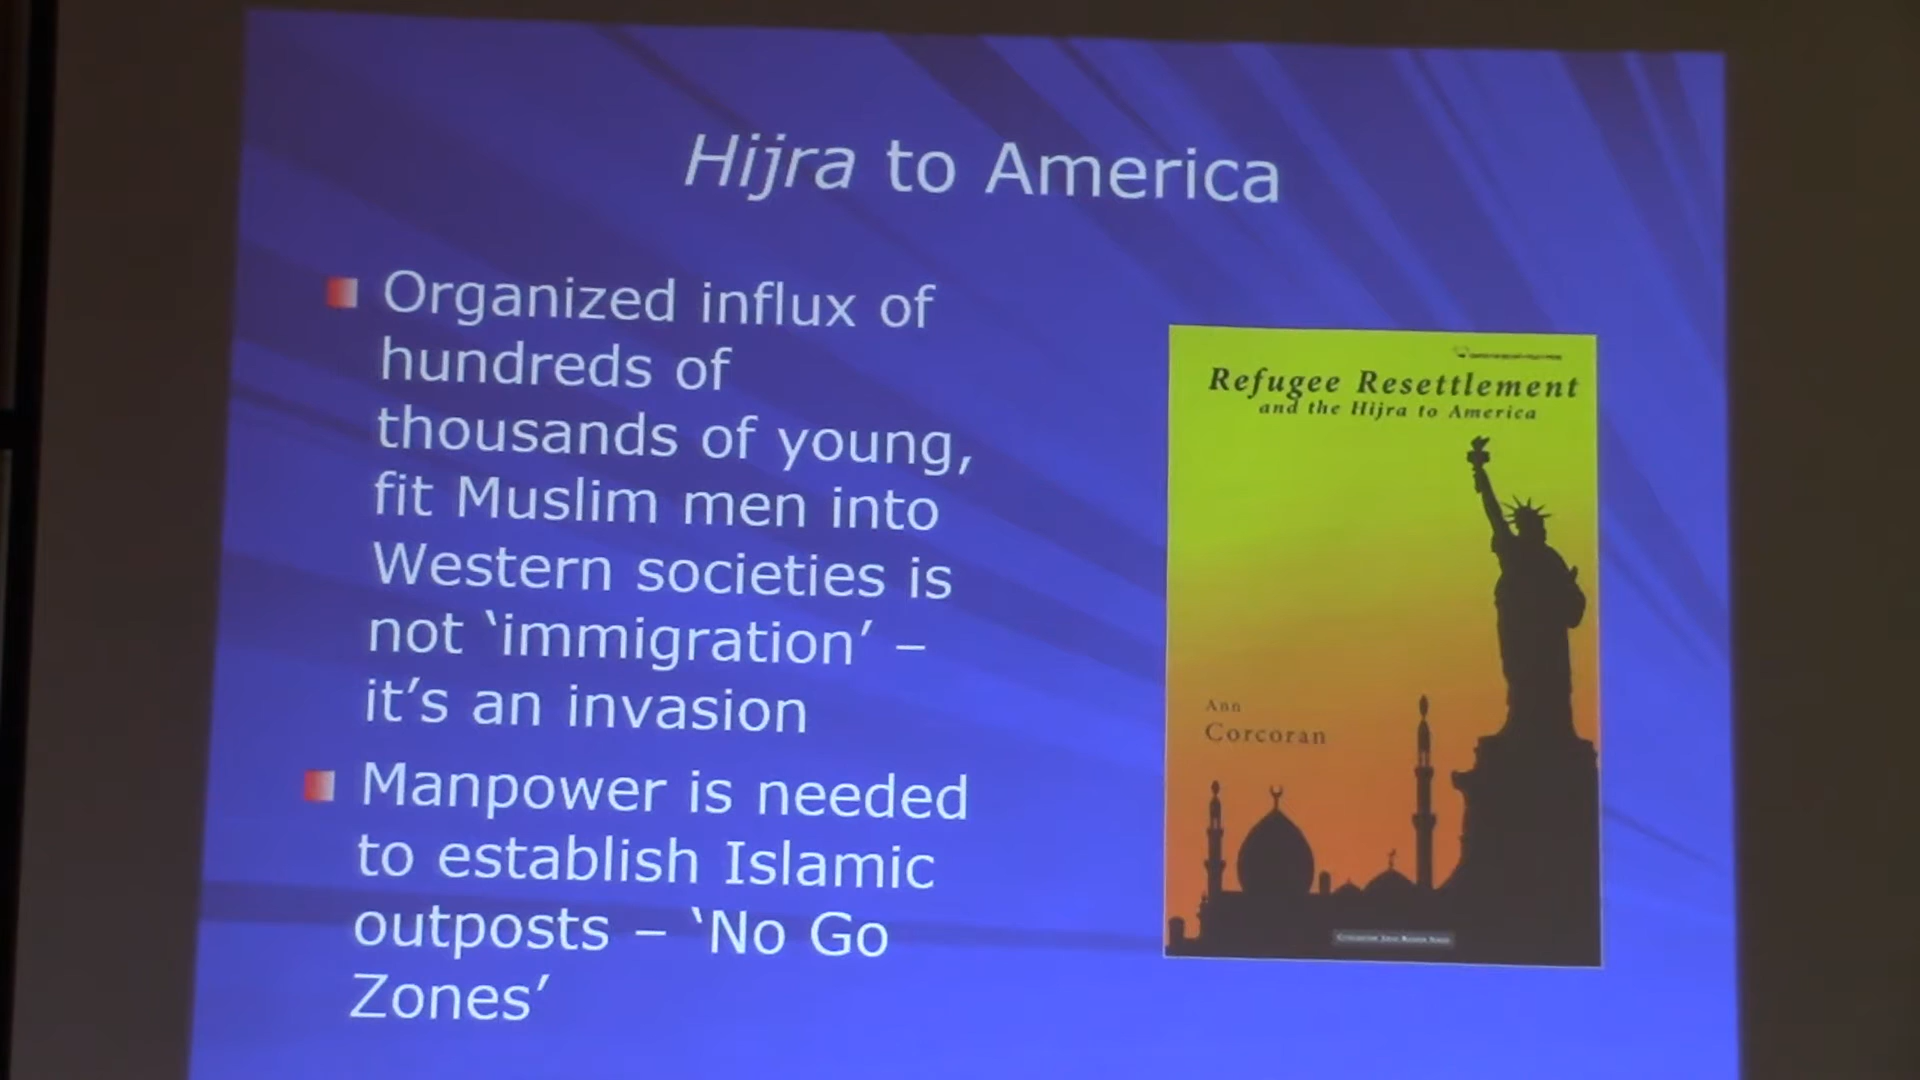 Hijra to America
Organized influx of
hundreds of
thousands of young,
fit Muslim men into
Western societies is
not ‘immigration’ –
it’s an invasion
Manpower is needed
to establish Islamic
outposts – ‘No Go
Zones’
Refugee Resettlement
and the Hijra to America
Ann
Corcoran